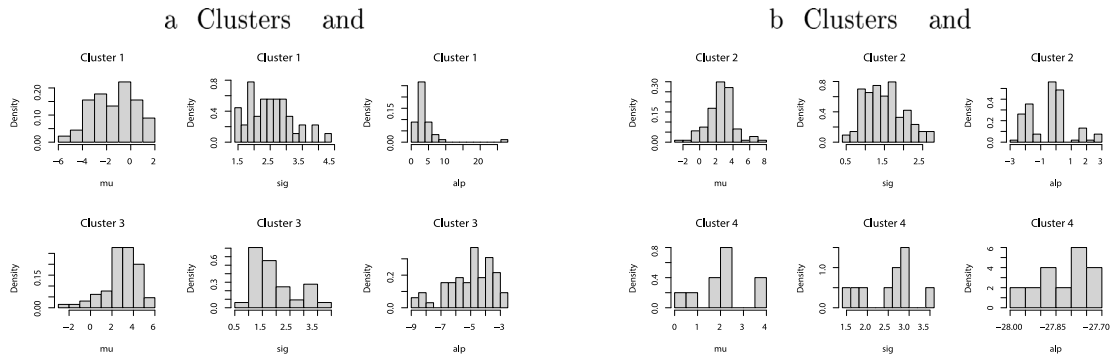 a Clusters and
b Clusters and
Cluster 1
Cluster 1
Cluster 1
Density
0.00 0.10 0.20
-6 -4 -2 0 2
mu
Density
0.0 0.4 0.8
1.5 2.5 3.5 4.5
sig
Density
0.00 0.15
0 5 10 20
alp
Cluster 2
Cluster 2
Cluster 2
Density
0.00 0.15 0.30
-2 0 2 4 6 8
mu
Density
0.0 0.4 0.8
0.5 1.5 2.5
sig
Density
0.0 0.2 0.4
-3 -1 1 2 3
alp
Cluster 3
Cluster 3
Cluster 3
Density
0.00 0.15
-2 0 2 4 6
mu
Density
0.0 0.3 0.6
0.5 1.5 2.5 3.5
sig
Density
0.0 0.1 0.2
-9 -7 -5 -3
alp
Cluster 4
Cluster 4
Cluster 4
Density
0.0 0.4 0.8
0 1 2 3 4
mu
Density
0.0 1.0
1.5 2.0 2.5 3.0 3.5
sig
Density
0 2 4 6
-28.00 -27.85 -27.70
alp